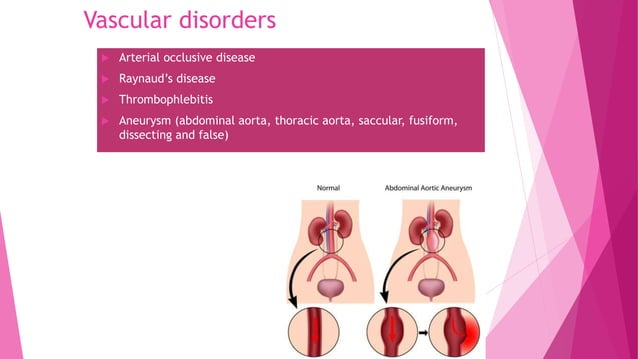 Vascular disorders
Arterial occlusive disease
Raynaud’s disease
Thrombophlebitis
Aneurysm (abdominal aorta, thoracic aorta, saccular, fusiform,
dissecting and false)
Normal
Abdominal Aortic Aneurysm